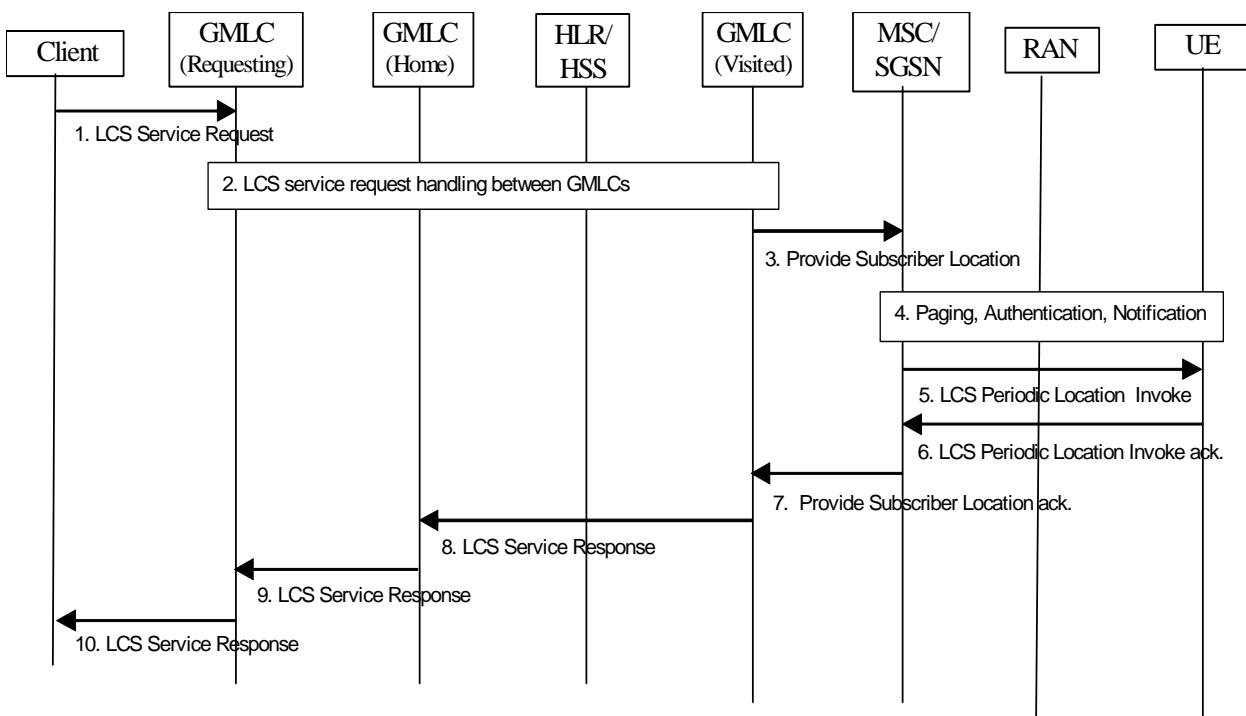 Client
GMLC
(Requesting)
GMLC
(Home)
HLR/
HSS
GMLC
(Visited)
MSC/
SGSN
RAN
UE
1. LCS Service Request
2. LCS service request handling between GMLCs
3. Provide Subscriber Location
4. Paging, Authentication, Notification
5. LCS Periodic Location Invoke
6. LCS Periodic Location Invoke ack.
7. Provide Subscriber Location ack.
8. LCS Service Response
9. LCS Service Response
10. LCS Service Response